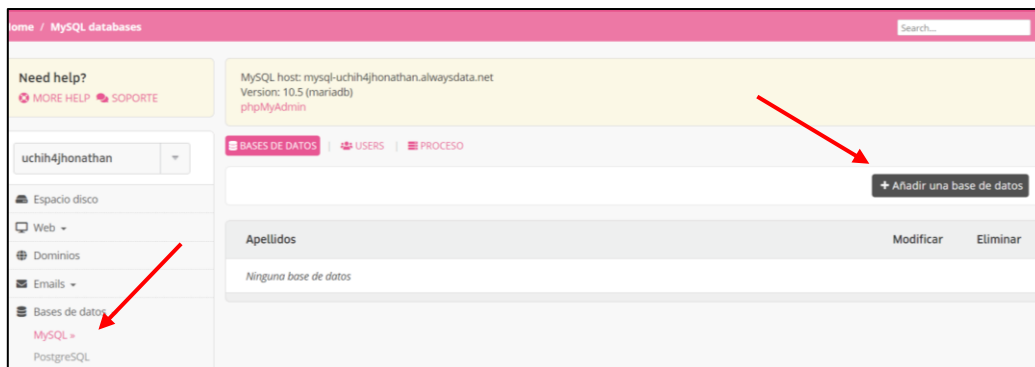 Home / MySQL databases
Search...
Need help?
MORE HELP SOPORTE
MySQL host: mysql-uchih4jhonathan.alwaysdata.net
Version: 10.5 (mariadb)
phpMyAdmin
uchih4jhonathan
BASES DE DATOS | USERS | PROCESO
+ Añadir una base de datos
Espacio disco
Web
Dominios
Emails
Bases de datos
MySQL »
PostgreSQL
Apellidos Modificar Eliminar
Ninguna base de datos